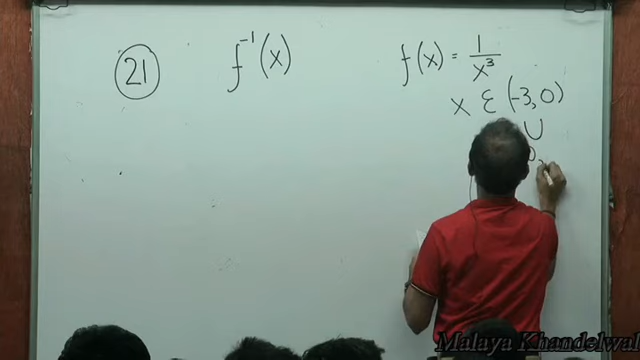 21 f⁻¹(x) f(x) = 1/x³
x ε (-3, 0)
∪
Malaya Khandelwal